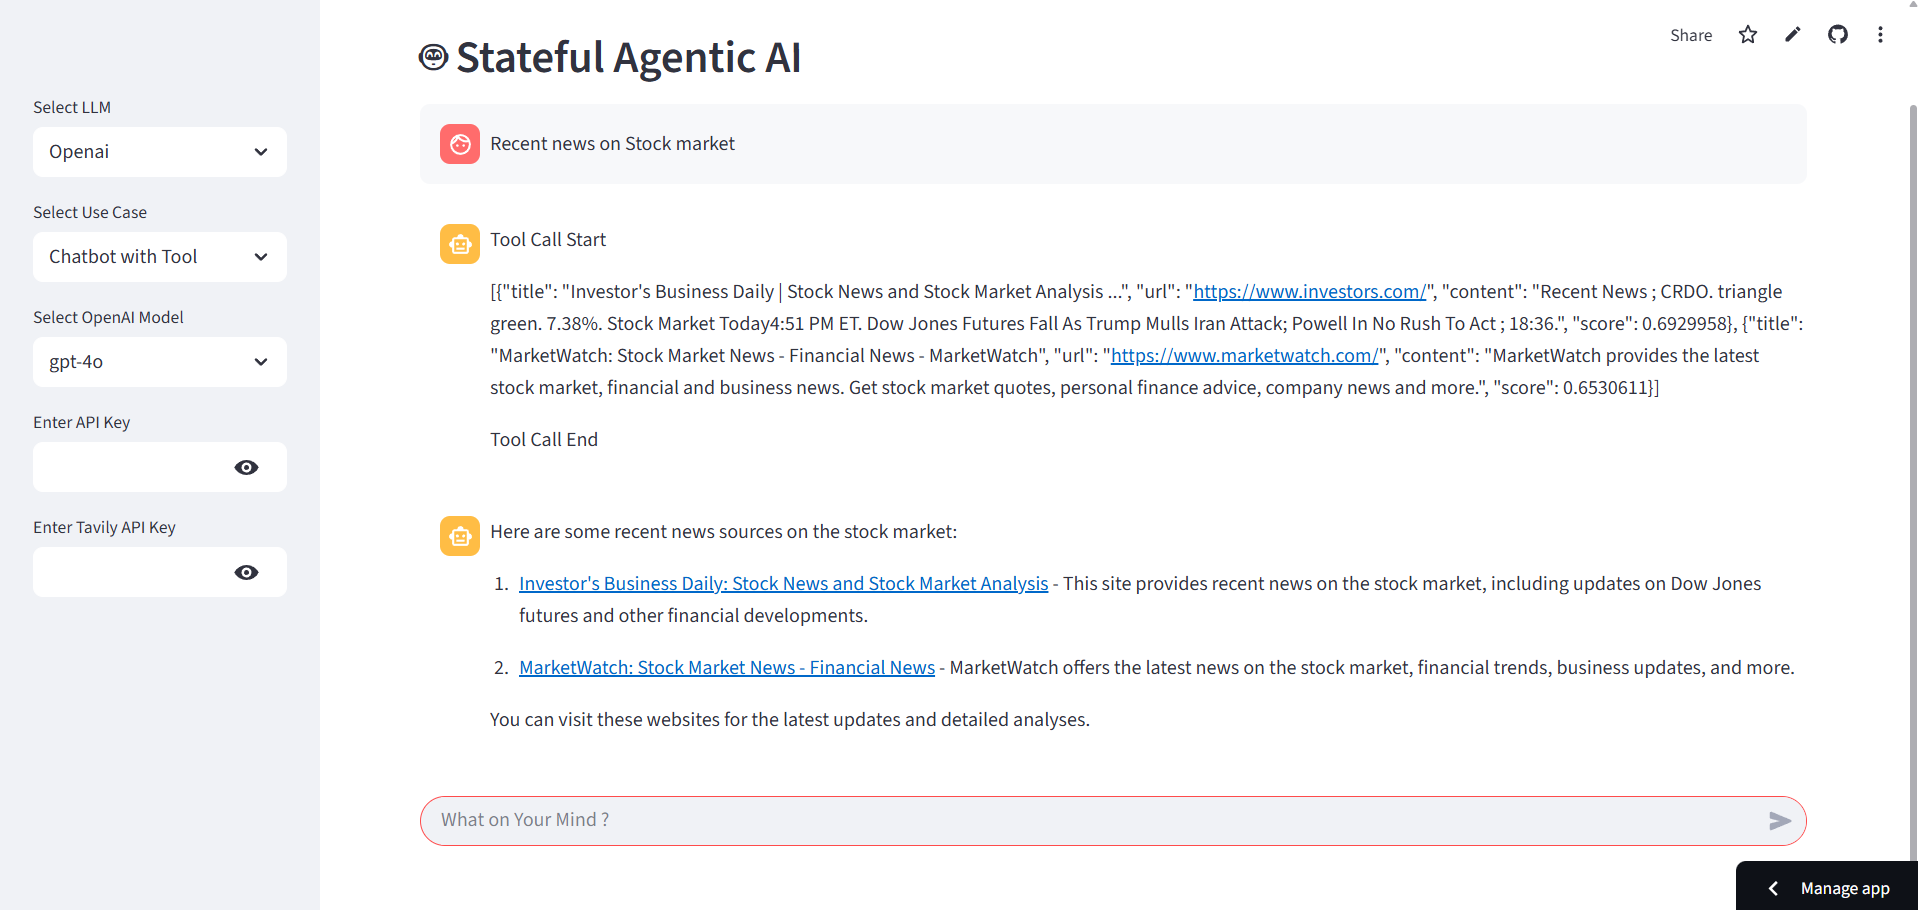 Share
Stateful Agentic AI
Select LLM
Openai
Select Use Case
Chatbot with Tool
Select OpenAI Model
gpt-4o
Enter API Key
Enter Tavily API Key
Recent news on Stock market
Tool Call Start
[{"title": "Investor's Business Daily | Stock News and Stock Market Analysis ...", "url": "https://www.investors.com/", "content": "Recent News ; CRDO. triangle
green. 7.38%. Stock Market Today4:51 PM ET. Dow Jones Futures Fall As Trump Mulls Iran Attack; Powell In No Rush To Act ; 18:36.", "score": 0.6929958}, {"title":
"MarketWatch: Stock Market News - Financial News - MarketWatch", "url": "https://www.marketwatch.com/", "content": "MarketWatch provides the latest
stock market, financial and business news. Get stock market quotes, personal finance advice, company news and more.", "score": 0.6530611}]
Tool Call End
Here are some recent news sources on the stock market:
1. Investor's Business Daily: Stock News and Stock Market Analysis - This site provides recent news on the stock market, including updates on Dow Jones
futures and other financial developments.
2. MarketWatch: Stock Market News - Financial News - MarketWatch offers the latest news on the stock market, financial trends, business updates, and more.
You can visit these websites for the latest updates and detailed analyses.
What on Your Mind ?
Manage app